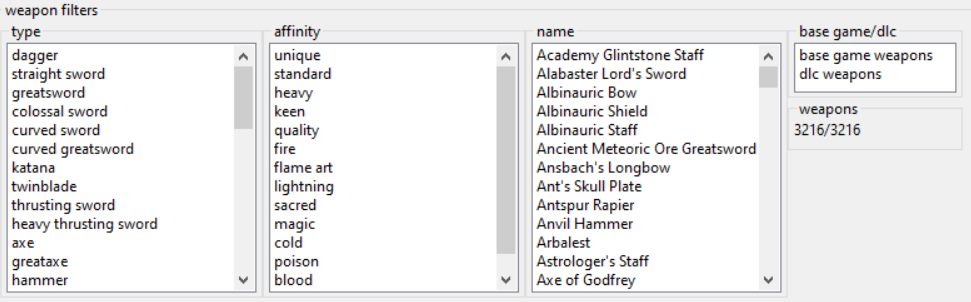 weapon filters
type
dagger
straight sword
greatsword
colossal sword
curved sword
curved greatsword
katana
twinblade
thrusting sword
heavy thrusting sword
axe
greataxe
hammer
affinity
unique
standard
heavy
keen
quality
fire
flame art
lightning
sacred
magic
cold
poison
blood
name
Academy Glintstone Staff
Alabaster Lord's Sword
Albinauric Bow
Albinauric Shield
Albinauric Staff
Ancient Meteoric Ore Greatsword
Ansbach's Longbow
Ant's Skull Plate
Antspur Rapier
Anvil Hammer
Arbalest
Astrologer's Staff
Axe of Godfrey
base game/dlc
base game weapons
dlc weapons
weapons
3216/3216